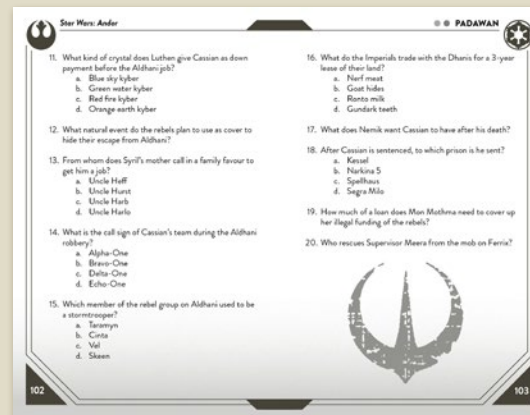 Star Wars: Andor
11. What kind of crystal does Luthen give Cassian as down
payment before the Aldhani job?
a. Blue sky kyber
b. Green water kyber
c. Red fire kyber
d. Orange earth kyber
12. What natural event do the rebels plan to use as cover to
hide their escape from Aldhani?
13. From whom does Syril's mother call in a family favour to
get him a job?
a. Uncle Heff
b. Uncle Hurst
c. Uncle Harb
d. Uncle Harlo
14. What is the call sign of Cassian's team during the Aldhani
robbery?
a. Alpha-One
b. Bravo-One
c. Delta-One
d. Echo-One
15. Which member of the rebel group on Aldhani used to be
a stormtrooper?
a. Taramyn
b. Cinta
c. Vel
d. Skeen
102
PADAWAN
16. What do the Imperials trade with the Dhanis for a 3-year
lease of their land?
a. Nerf meat
b. Goat hides
c. Ronto milk
d. Gundark teeth
17. What does Nemik want Cassian to have after his death?
18. After Cassian is sentenced, to which prison is he sent?
a. Kessel
b. Narkina 5
c. Spellhaus
d. Segra Milo
19. How much of a loan does Mon Mothma need to cover up
her illegal funding of the rebels?
20. Who rescues Supervisor Meero from the mob on Ferrix?
103